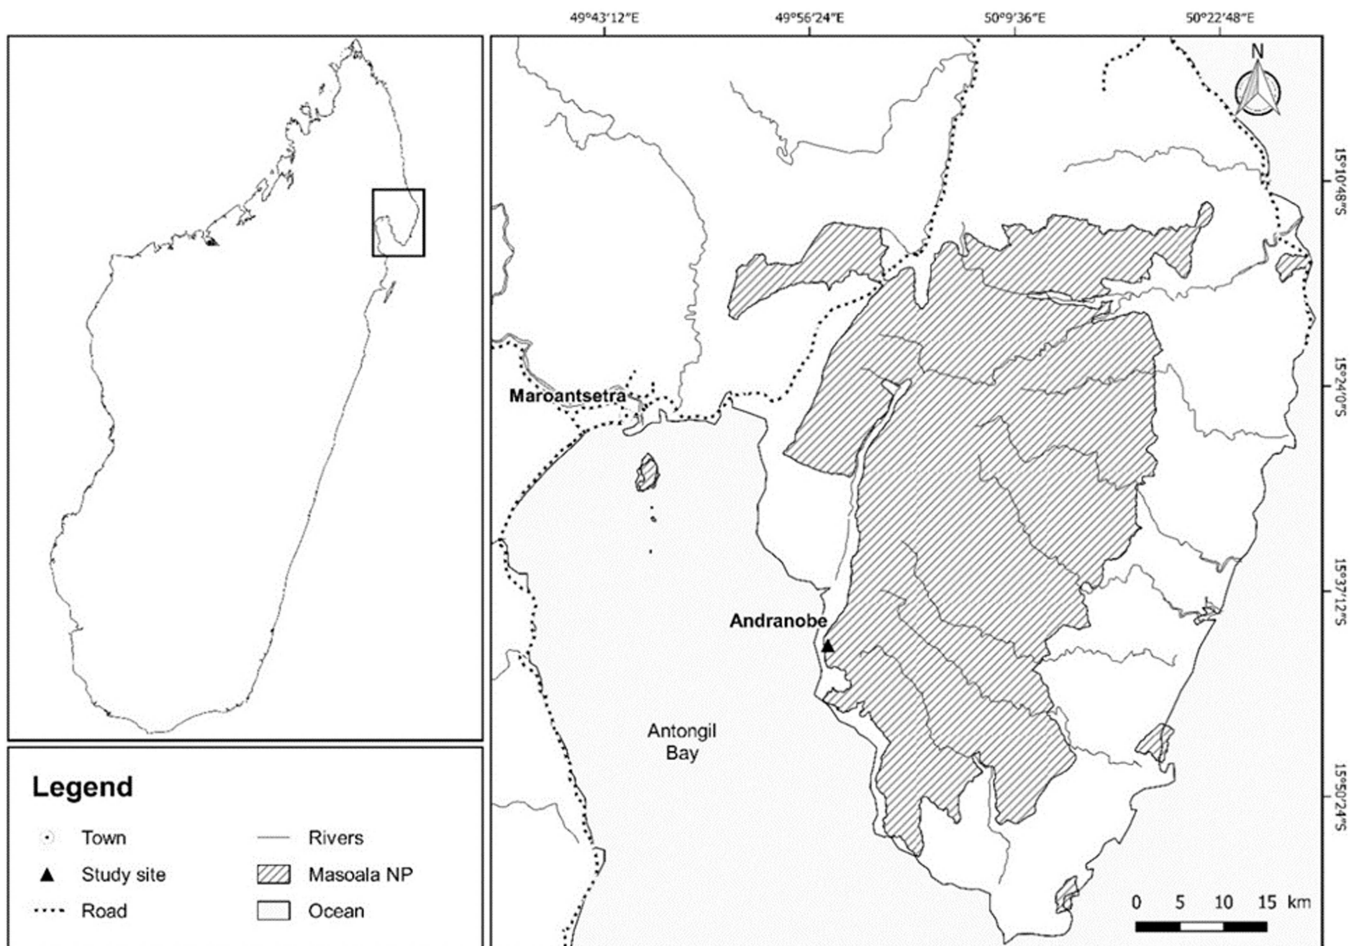 49°43'12"E
49°56'24"E
50°9'36"E
50°22'48"E
N
15°10'48"S
15°24'0"S
15°37'12"S
15°50'24"S
Maroantsetra
Andranobe
Antongil
Bay
0 5 10 15 km
Legend
Town
Rivers
Study site
Masoala NP
Road
Ocean